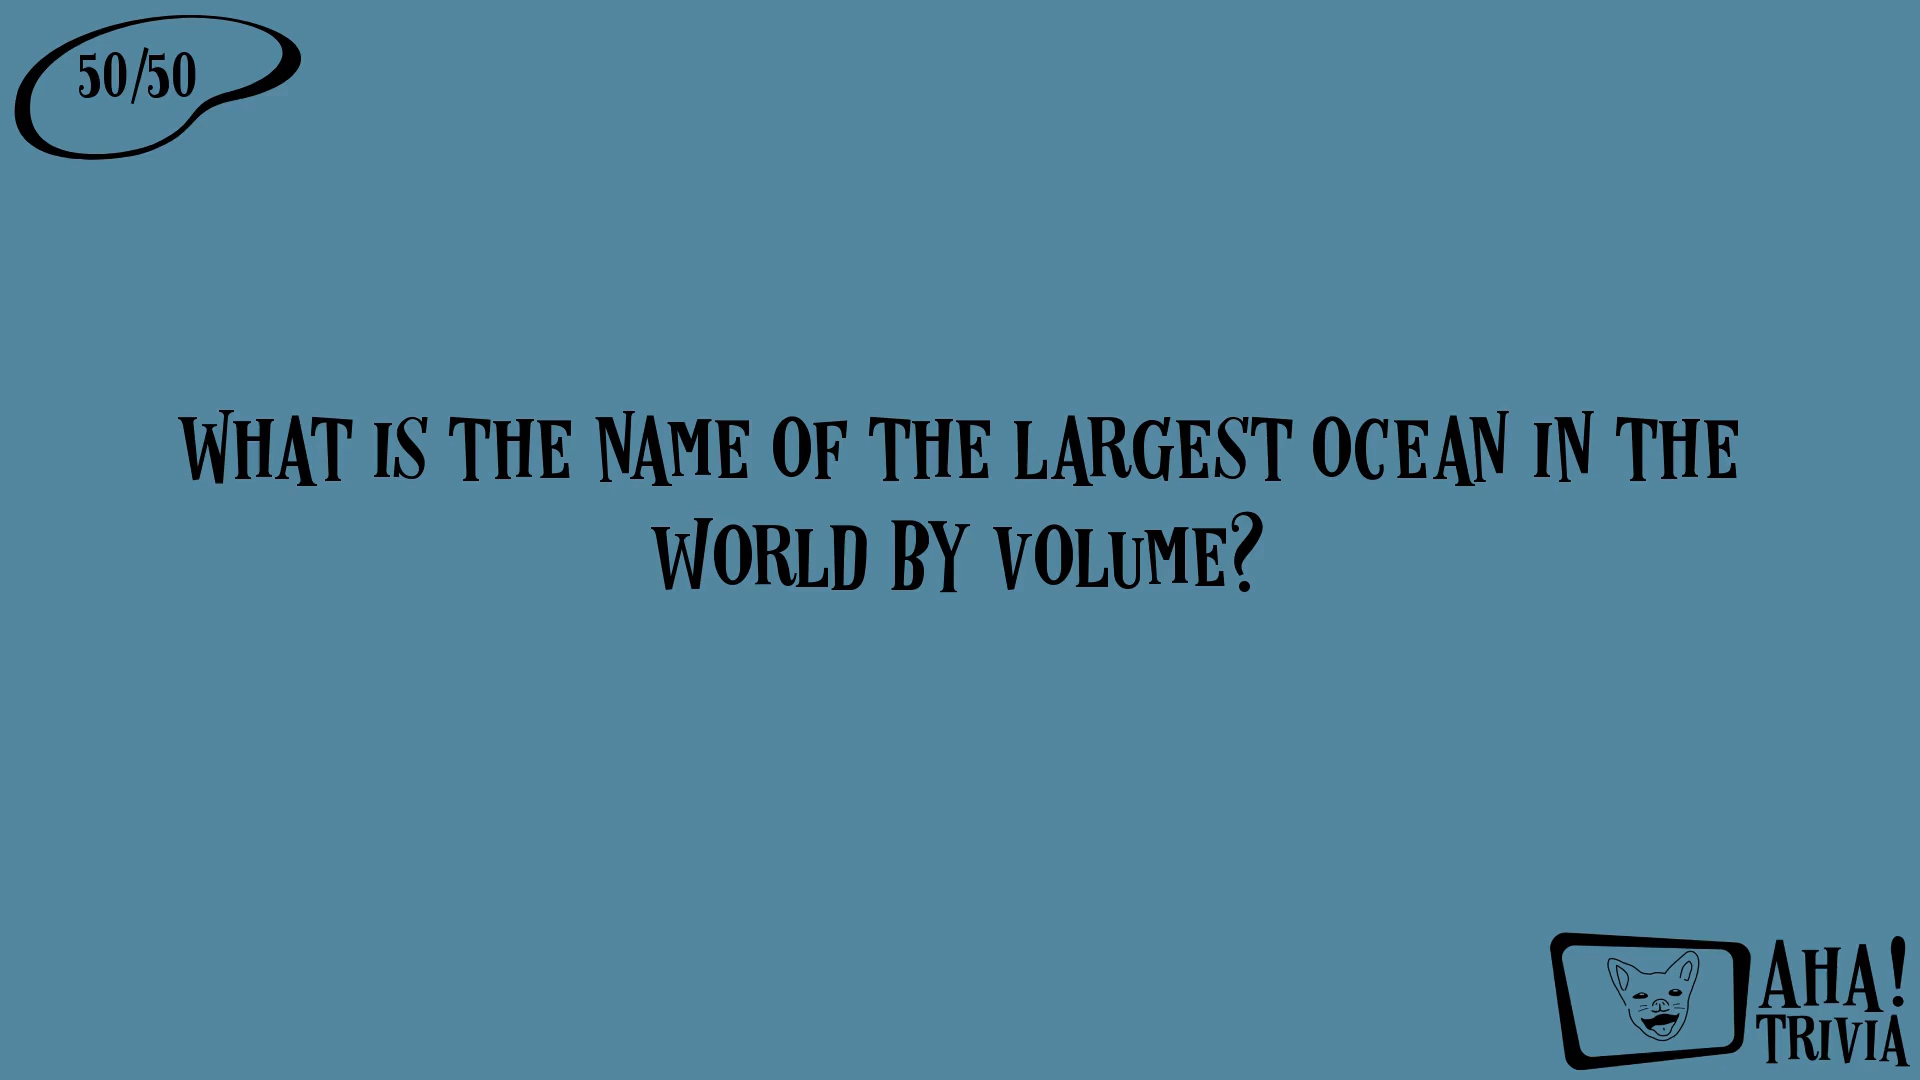 50/50
WHAT IS THE NAME OF THE LARGEST OCEAN IN THE
WORLD BY VOLUME?
AHA!
TRIVIA